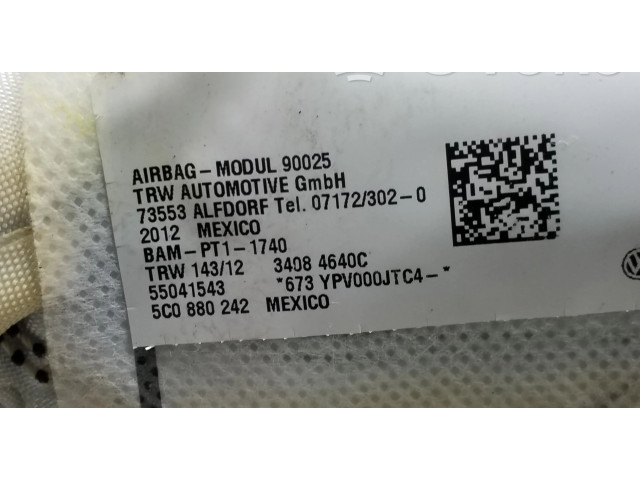 AIRBAG-MODUL 90025
TRW AUTOMOTIVE GmbH
73553 ALFDORF Tel. 07172/302-0
2012 MEXICO
BAM-PT1-1740
TRW 143/12 3408 4640C
55041543 *673 YPV000JTC4-*
5C0 880 242 MEXICO